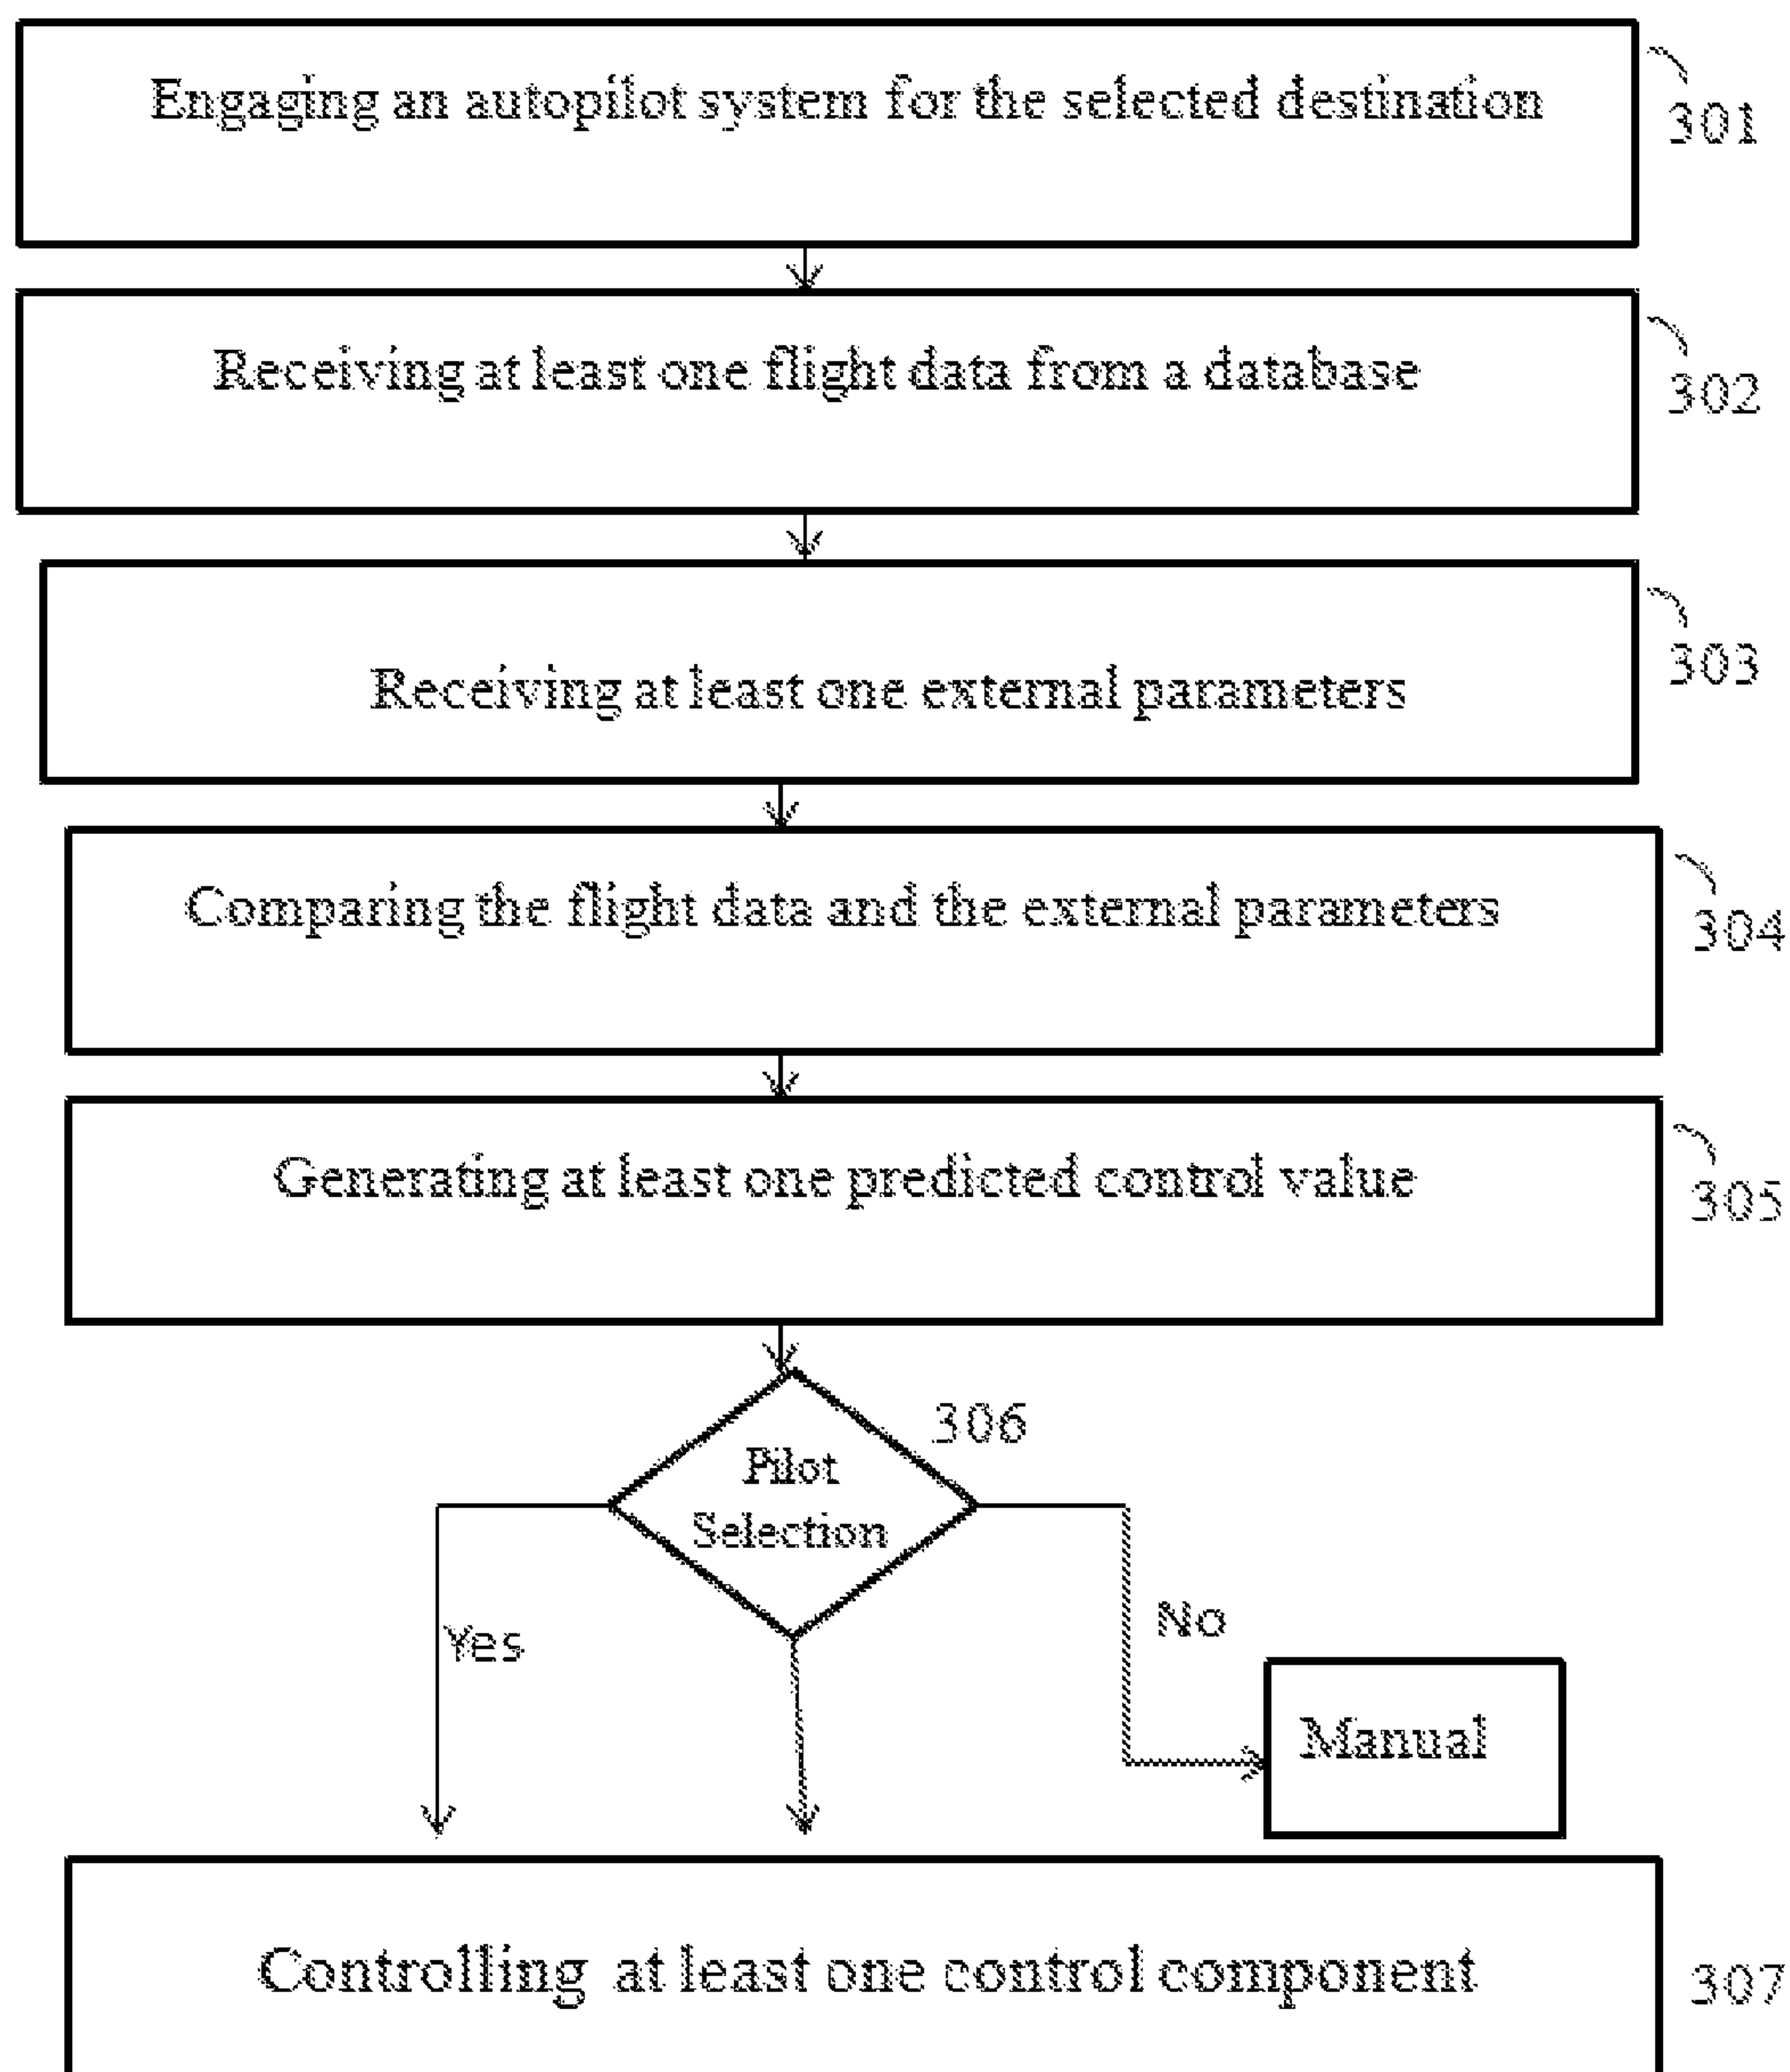 Engaging an autopilot system for the selected destination
301
Receiving at least one flight data from a database
302
Receiving at least one external parameters
303
Comparing the flight data and the external parameters
304
Generating at least one predicted control value
305
306
Pilot
Selection
Yes
No
Manual
Controlling at least one control component
307